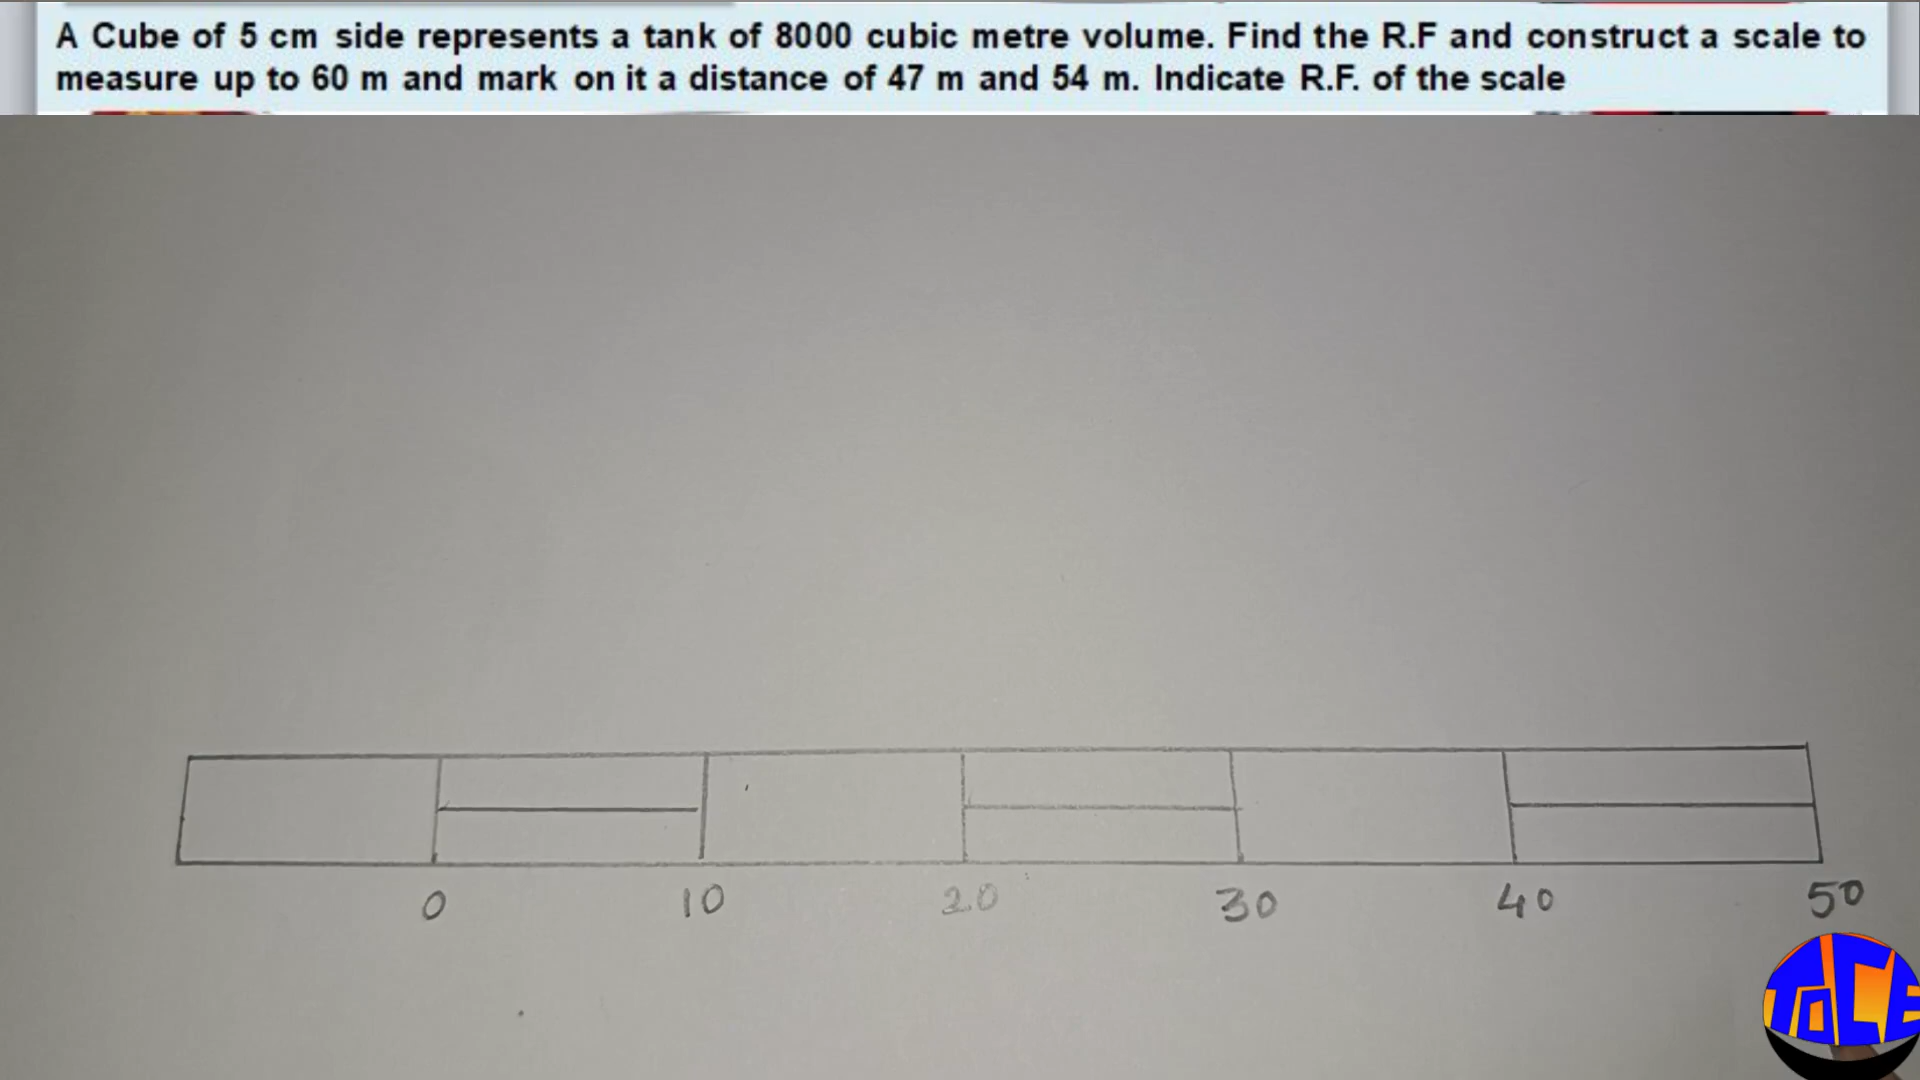 A Cube of 5 cm side represents a tank of 8000 cubic metre volume. Find the R.F and construct a scale to
measure up to 60 m and mark on it a distance of 47 m and 54 m. Indicate R.F. of the scale
0 10 20 30 40 50
TdCE